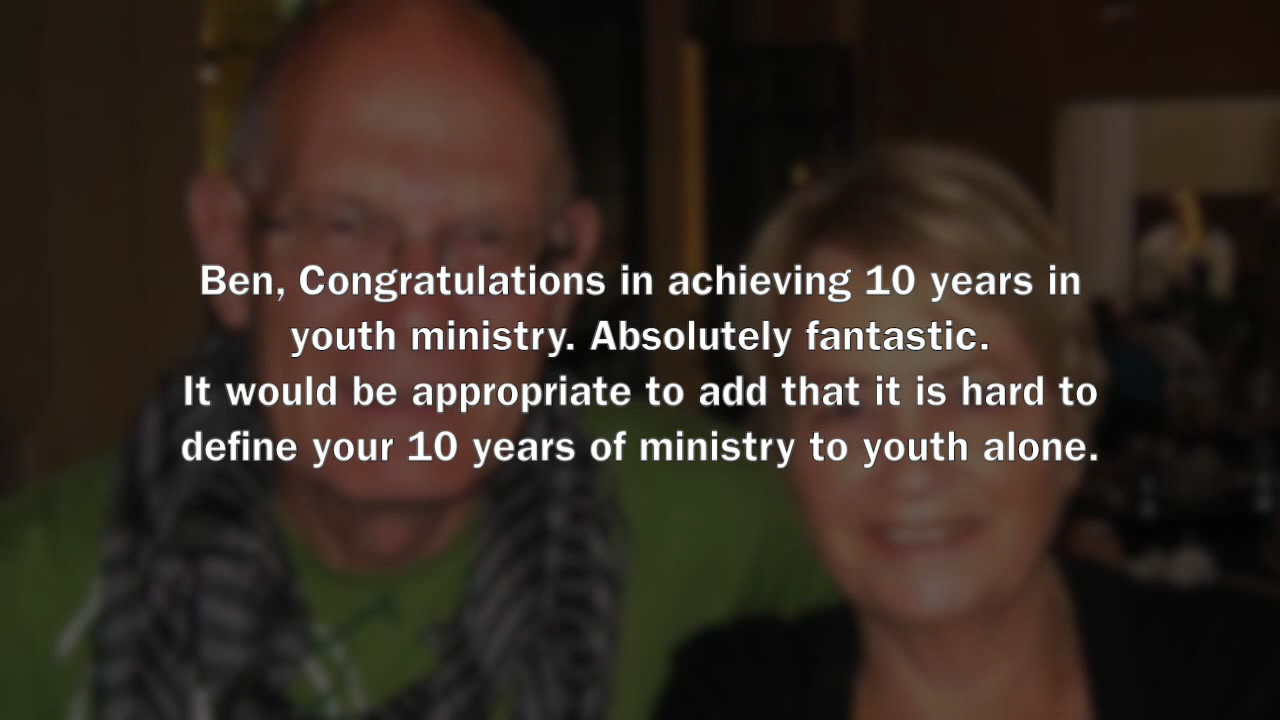 Ben, Congratulations in achieving 10 years in
youth ministry. Absolutely fantastic.
It would be appropriate to add that it is hard to
define your 10 years of ministry to youth alone.